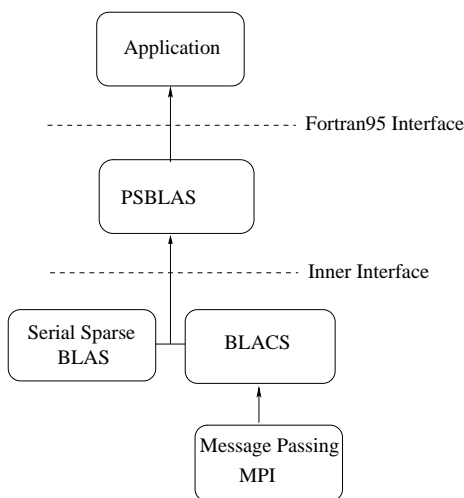 Application
Fortran95 Interface
PSBLAS
Inner Interface
Serial Sparse
BLAS
BLACS
Message Passing
MPI